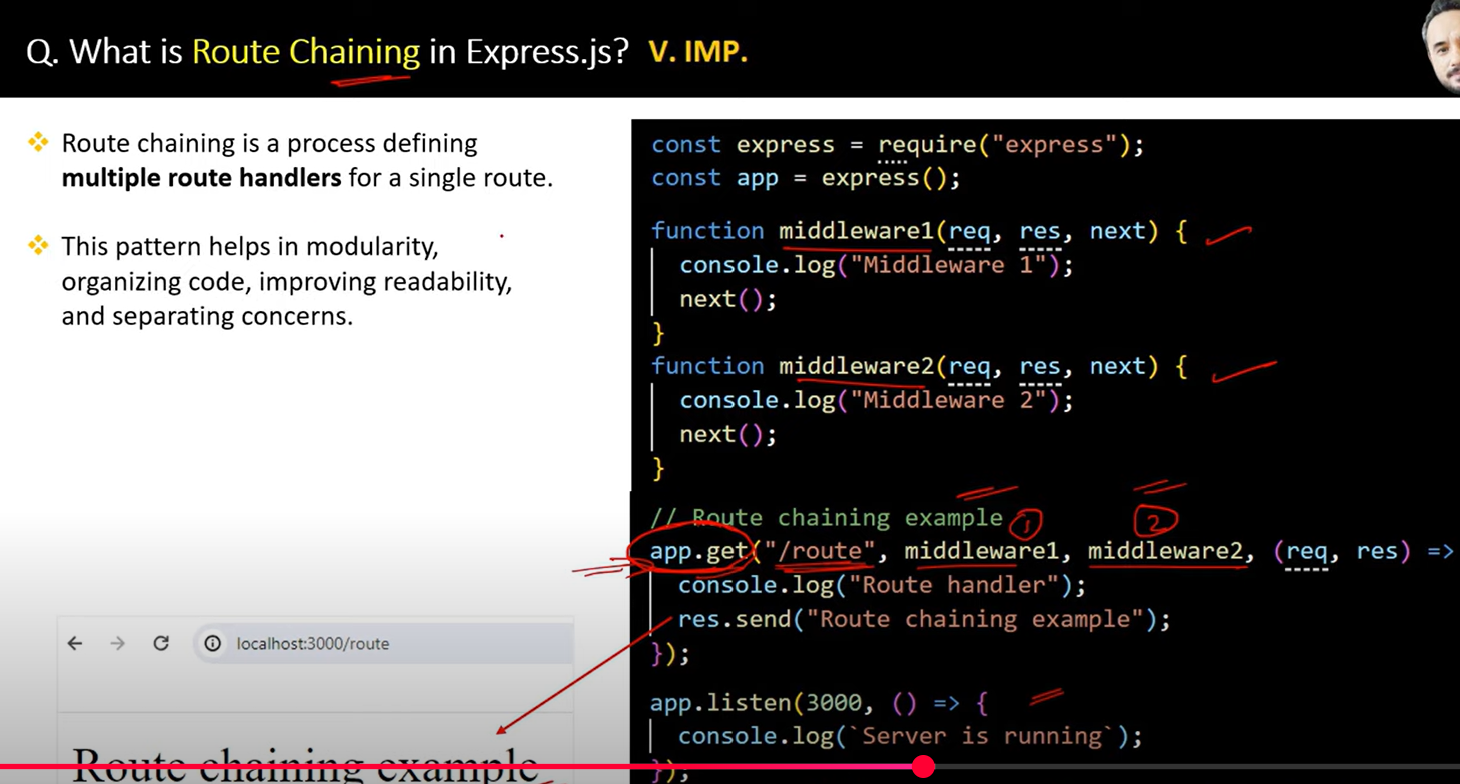 Q. What is Route Chaining in Express.js? V. IMP.
Route chaining is a process defining
multiple route handlers for a single route.
This pattern helps in modularity,
organizing code, improving readability,
and separating concerns.
const express = require("express");
const app = express();
function middleware1(req, res, next) {
console.log("Middleware 1");
next();
}
function middleware2(req, res, next) {
console.log("Middleware 2");
next();
}
// Route chaining example
1 2
app.get("/route", middleware1, middleware2, (req, res) =>
console.log("Route handler");
res.send("Route chaining example");
});
app.listen(3000, () => {
console.log(`Server is running`);
});
localhost:3000/route
Route chaining example